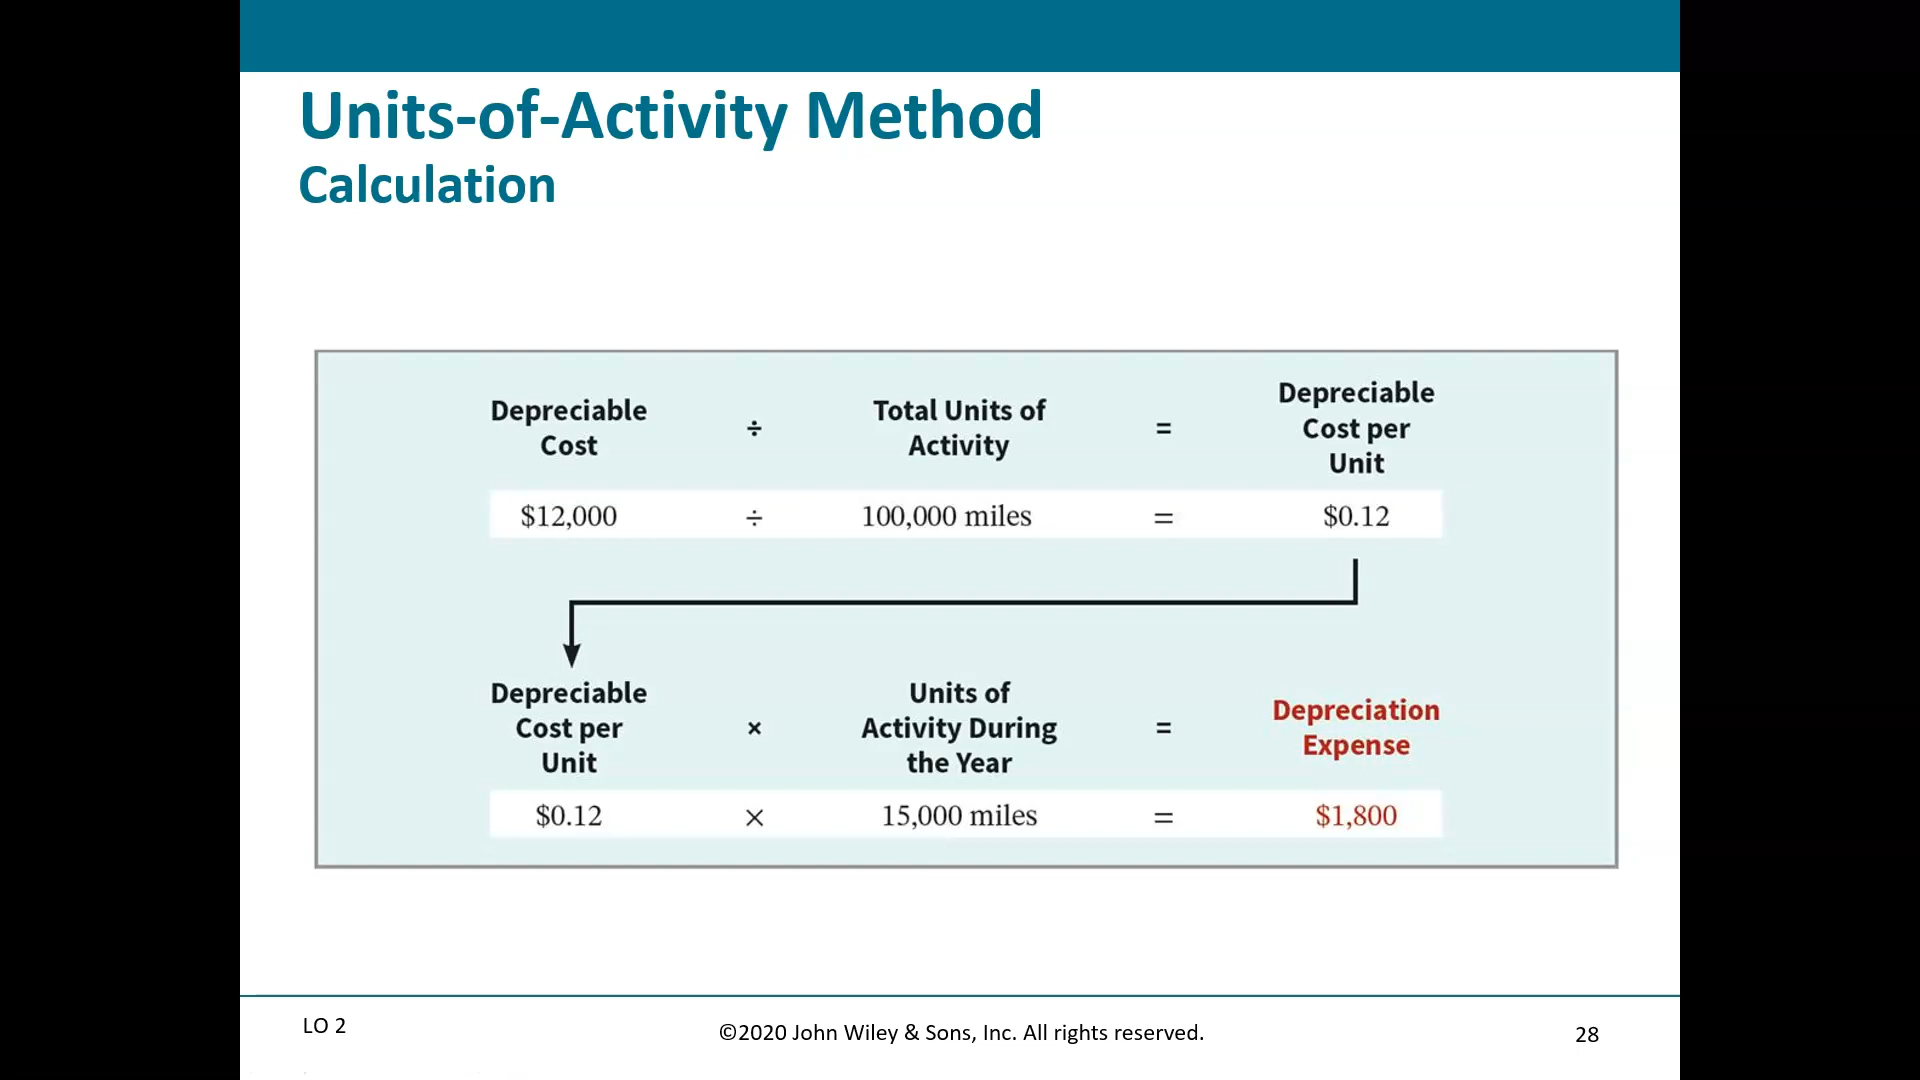 Units-of-Activity Method
Calculation
Depreciable
Cost
÷
Total Units of
Activity
=
Depreciable
Cost per
Unit
$12,000 ÷ 100,000 miles = $0.12
Depreciable
Cost per
Unit
×
Units of
Activity During
the Year
=
Depreciation
Expense
$0.12 × 15,000 miles = $1,800
LO 2
©2020 John Wiley & Sons, Inc. All rights reserved.
28